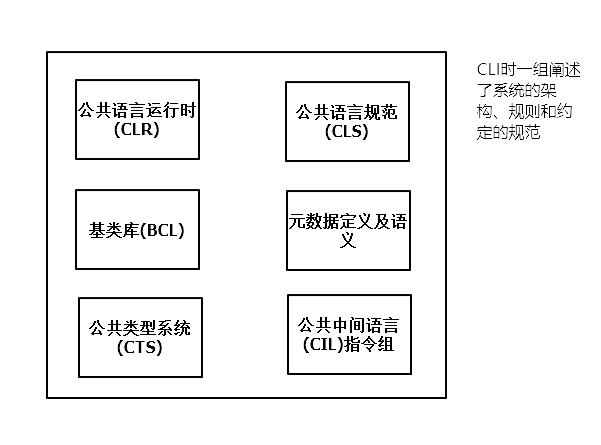 公共语言运行时
(CLR)
公共语言规范
(CLS)
CLI时一组阐述
了系统的架
构、规则和约
定的规范
基类库(BCL)
元数据定义及语
义
公共类型系统
(CTS)
公共中间语言
(CIL)指令组